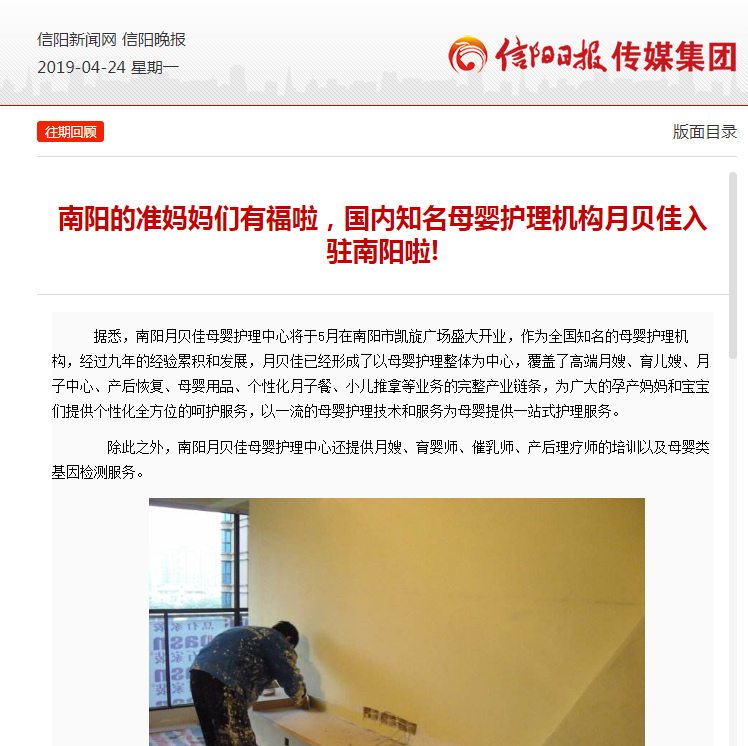 信阳新闻网 信阳晚报
2019-04-24 星期一
信阳日报传媒集团
往期回顾
版面目录
南阳的准妈妈们有福啦，国内知名母婴护理机构月贝佳入
驻南阳啦!
据悉，南阳月贝佳母婴护理中心将于5月在南阳市凯旋广场盛大开业，作为全国知名的母婴护理机
构，经过九年的经验累积和发展，月贝佳已经形成了以母婴护理整体为中心，覆盖了高端月嫂、育儿嫂、月
子中心、产后恢复、母婴用品、个性化月子餐、小儿推拿等业务的完整产业链条，为广大的孕产妈妈和宝宝
们提供个性化全方位的呵护服务，以一流的母婴护理技术和服务为母婴提供一站式护理服务。
除此之外，南阳月贝佳母婴护理中心还提供月嫂、育婴师、催乳师、产后理疗师的培训以及母婴类
基因检测服务。